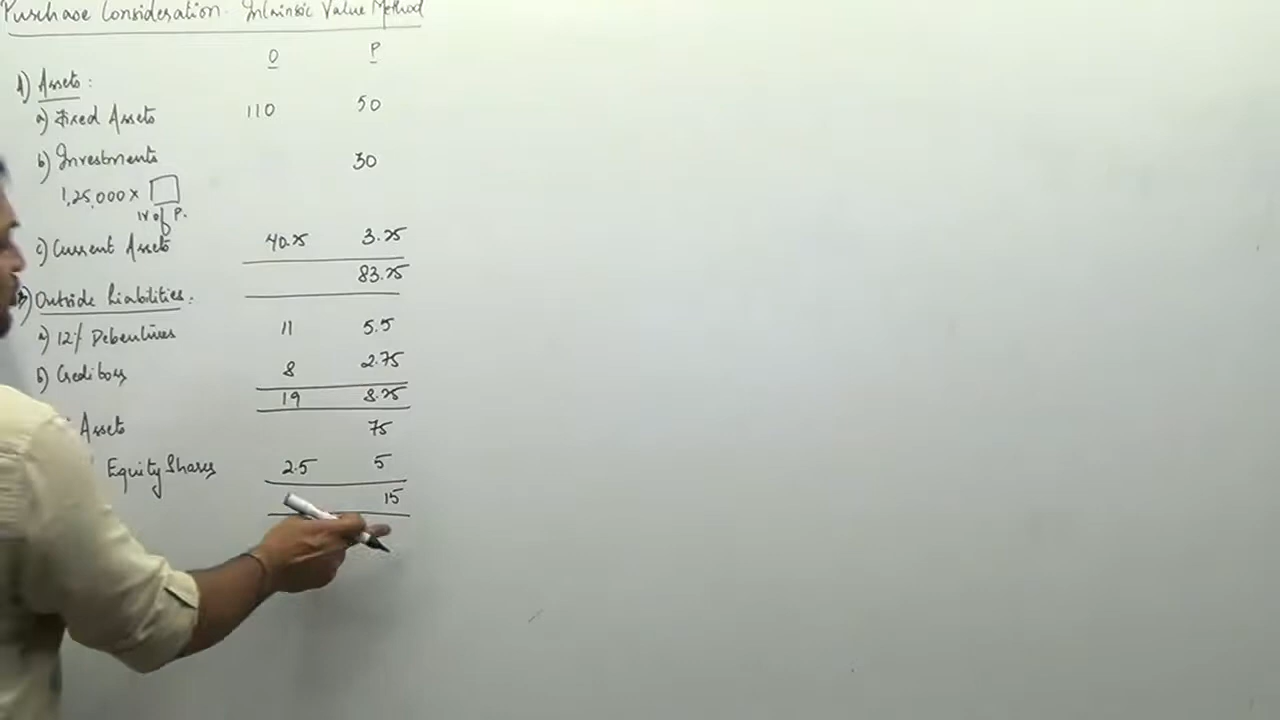 Purchase Consideration - Intrinsic Value Method
O P
A) Assets :
a) Fixed Assets 110 50
b) Investments 30
1,25,000 ×
IV of P.
c) Current Assets 40.25 3.25
83.25
B) Outside Liabilities :
a) 12% Debentures 11 5.5
b) Creditors 8 2.75
19 8.25
Assets 75
Equity Shares 2.5 5
15